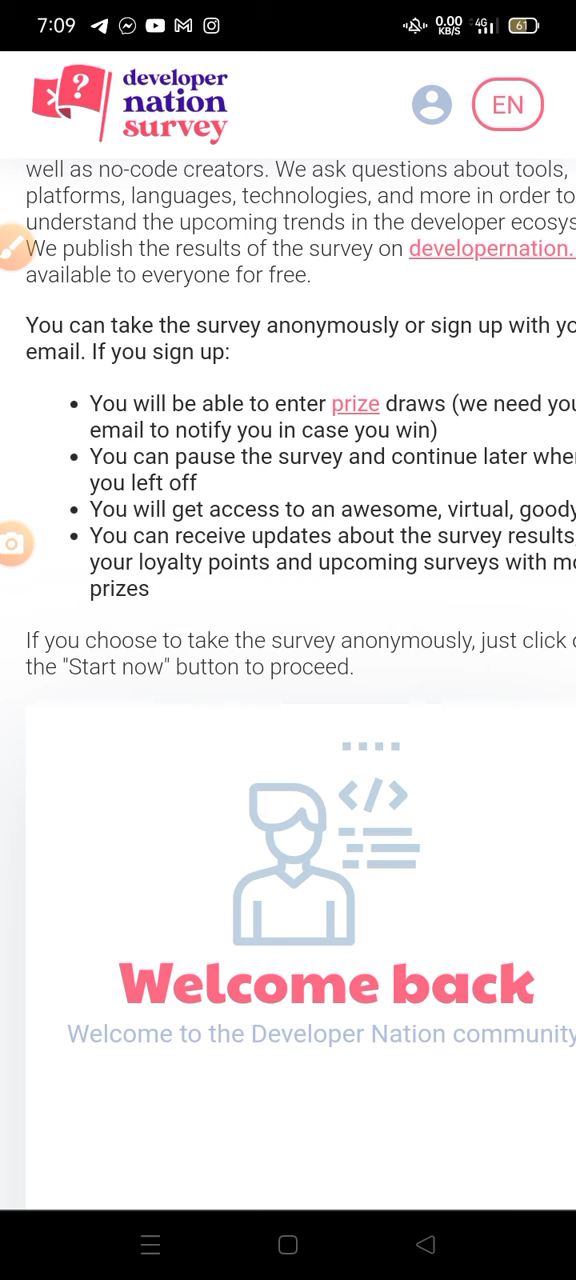 7:09 0.00 KB/S 4G 61
developer
nation
survey
EN
well as no-code creators. We ask questions about tools,
platforms, languages, technologies, and more in order to
understand the upcoming trends in the developer ecosys
We publish the results of the survey on developernation.
available to everyone for free.
You can take the survey anonymously or sign up with yo
email. If you sign up:
• You will be able to enter prize draws (we need you
email to notify you in case you win)
• You can pause the survey and continue later whe
you left off
• You will get access to an awesome, virtual, goody
• You can receive updates about the survey results,
your loyalty points and upcoming surveys with mo
prizes
If you choose to take the survey anonymously, just click o
the "Start now" button to proceed.
Welcome back
Welcome to the Developer Nation community